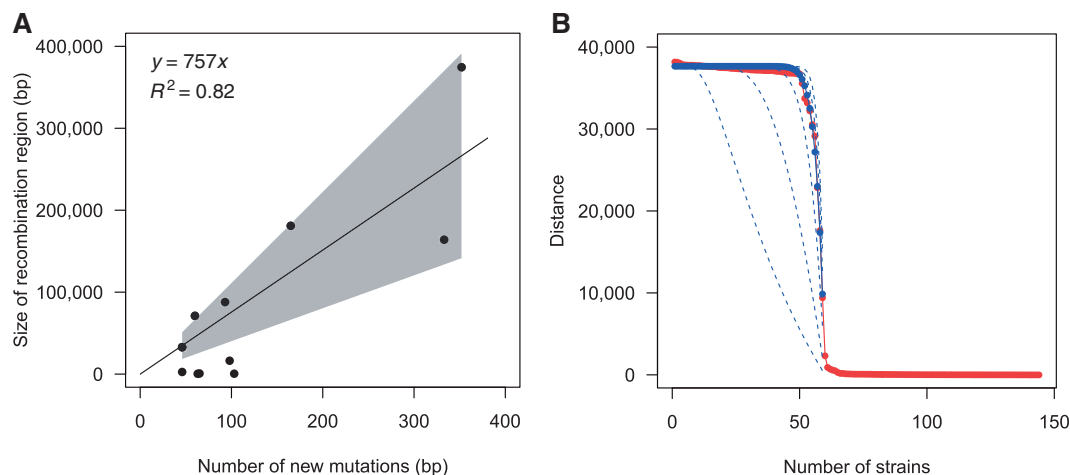 A
y = 757x
R² = 0.82
Size of recombination region (bp)
400,000
300,000
200,000
100,000
0
0 100 200 300 400
Number of new mutations (bp)
B
Distance
40,000
30,000
20,000
10,000
0
0 50 100 150
Number of strains